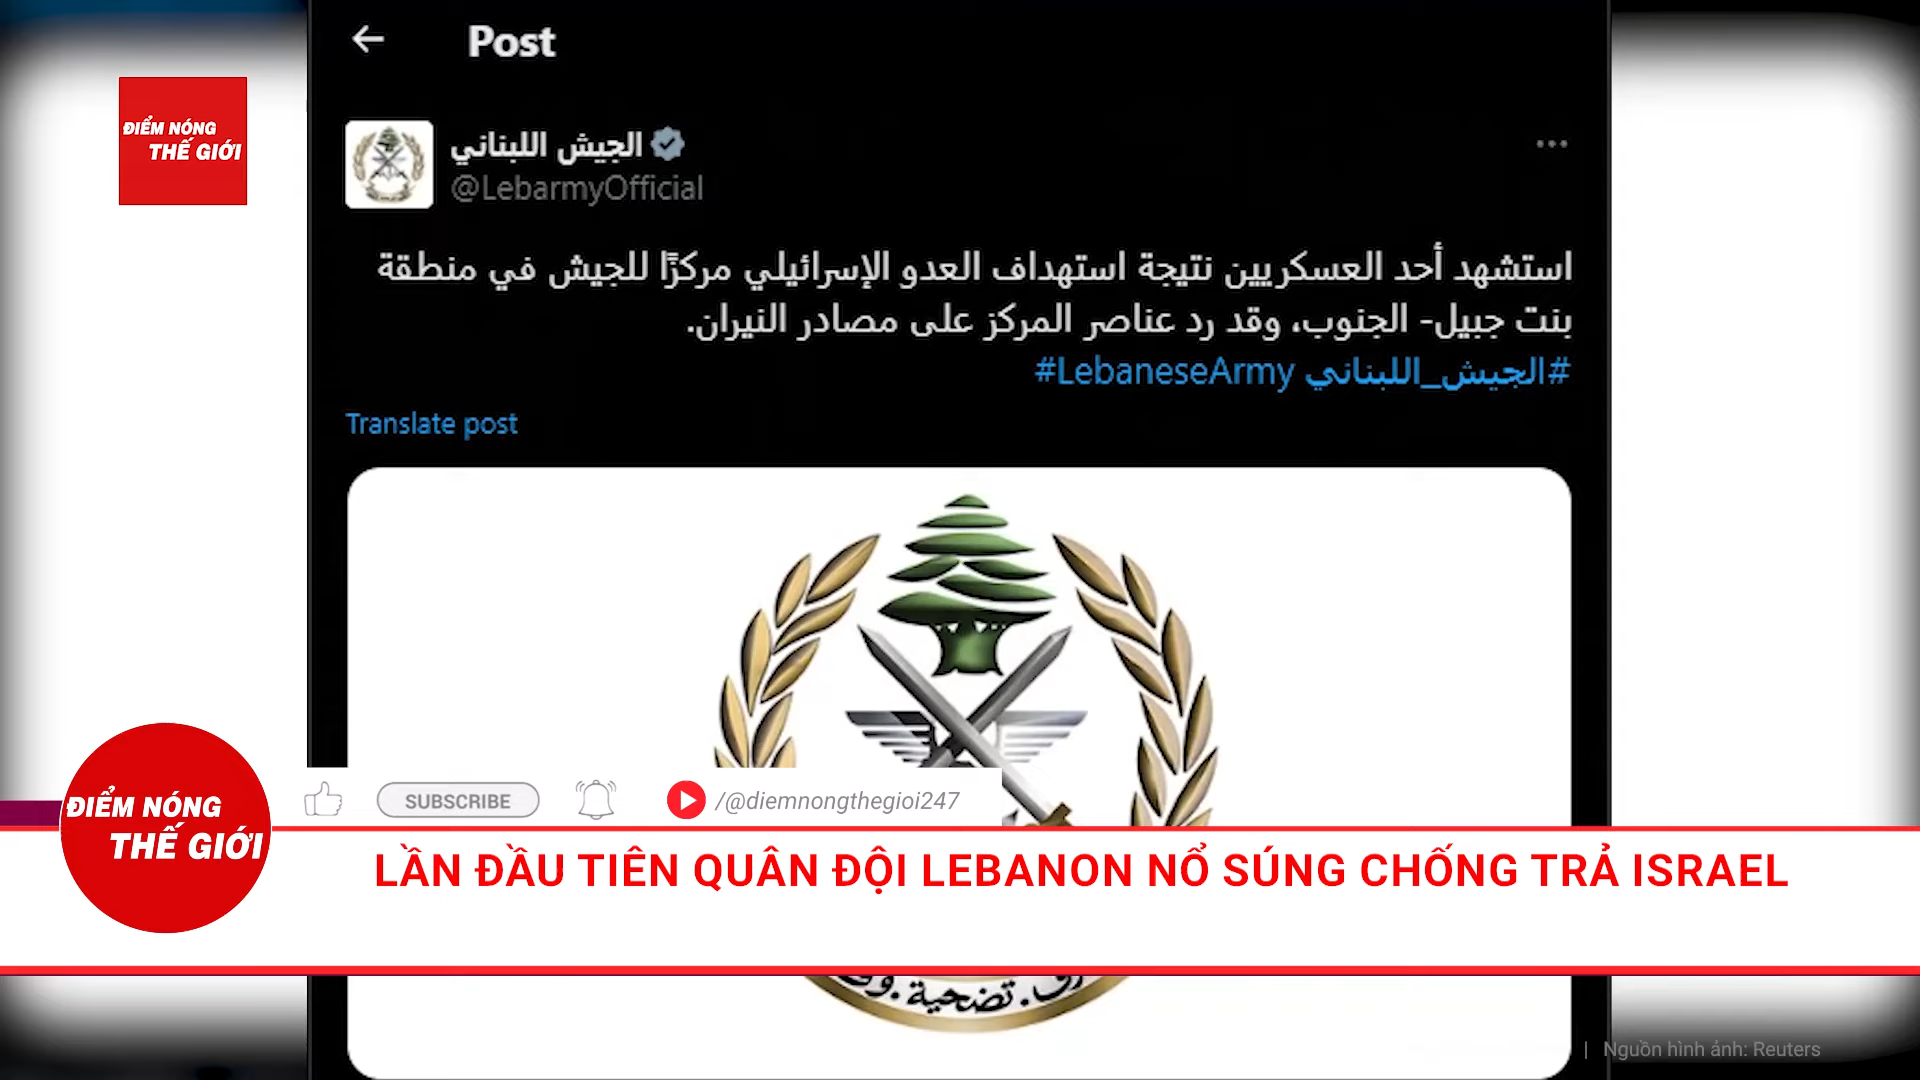 Post
ĐIỂM NÓNG
THẾ GIỚI
الجيش اللبناني
@LebarmyOfficial
استشهد أحد العسكريين نتيجة استهداف العدو الإسرائيلي مركزًا للجيش في منطقة
بنت جبيل- الجنوب، وقد رد عناصر المركز على مصادر النيران.
#الجيش_اللبناني #LebaneseArmy
Translate post
SUBSCRIBE
/@diemnongthegioi247
ĐIỂM NÓNG
THẾ GIỚI
LẦN ĐẦU TIÊN QUÂN ĐỘI LEBANON NỔ SÚNG CHỐNG TRẢ ISRAEL
. تضحية .
| Nguồn hình ảnh: Reuters